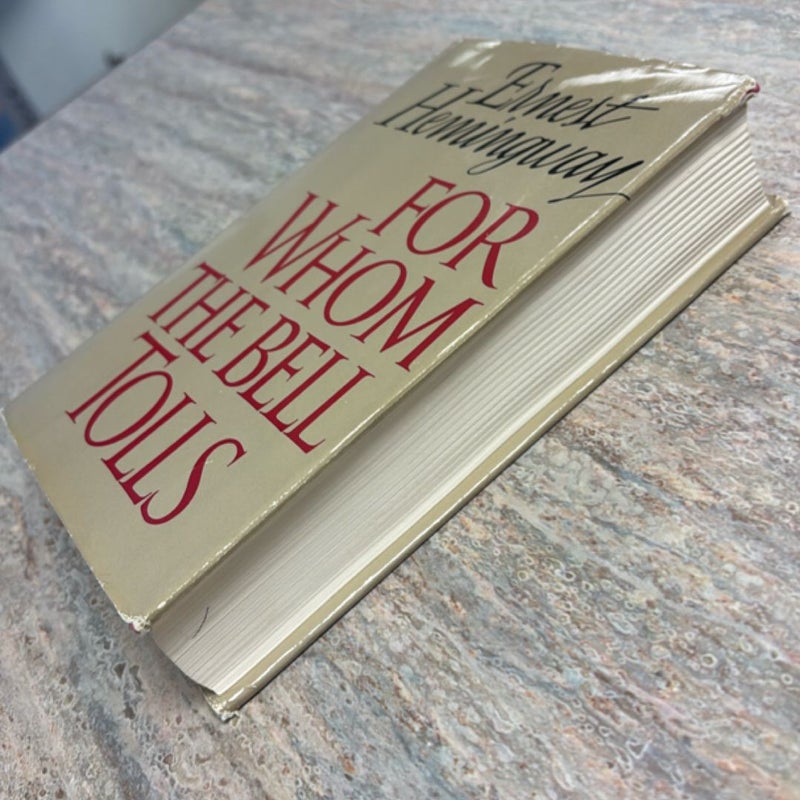 Ernest
Hemingway
FOR
WHOM
THE BELL
TOLLS